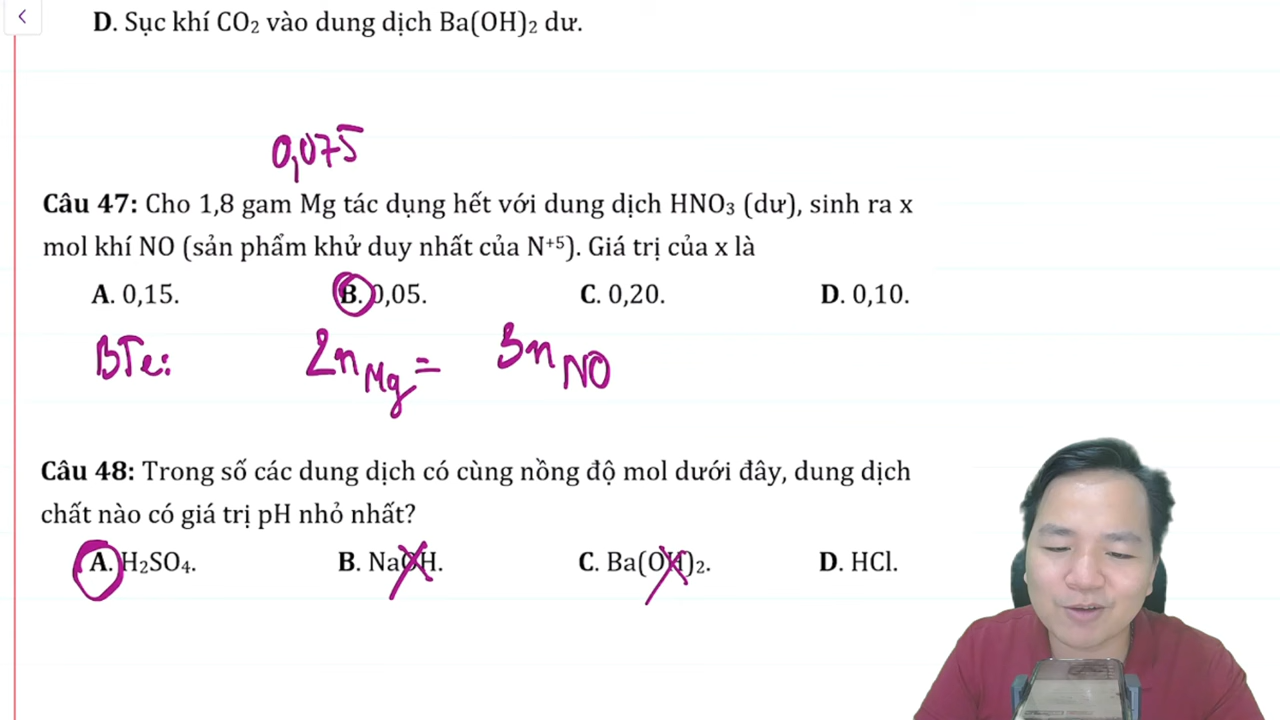 D. Sục khí CO₂ vào dung dịch Ba(OH)₂ dư.
0,075
Câu 47: Cho 1,8 gam Mg tác dụng hết với dung dịch HNO₃ (dư), sinh ra x
mol khí NO (sản phẩm khử duy nhất của N⁺⁵). Giá trị của x là
A. 0,15. B. 0,05. C. 0,20. D. 0,10.
BTe: 2n Mg = 3n NO
Câu 48: Trong số các dung dịch có cùng nồng độ mol dưới đây, dung dịch
chất nào có giá trị pH nhỏ nhất?
A. H₂SO₄. B. NaOH. C. Ba(OH)₂. D. HCl.